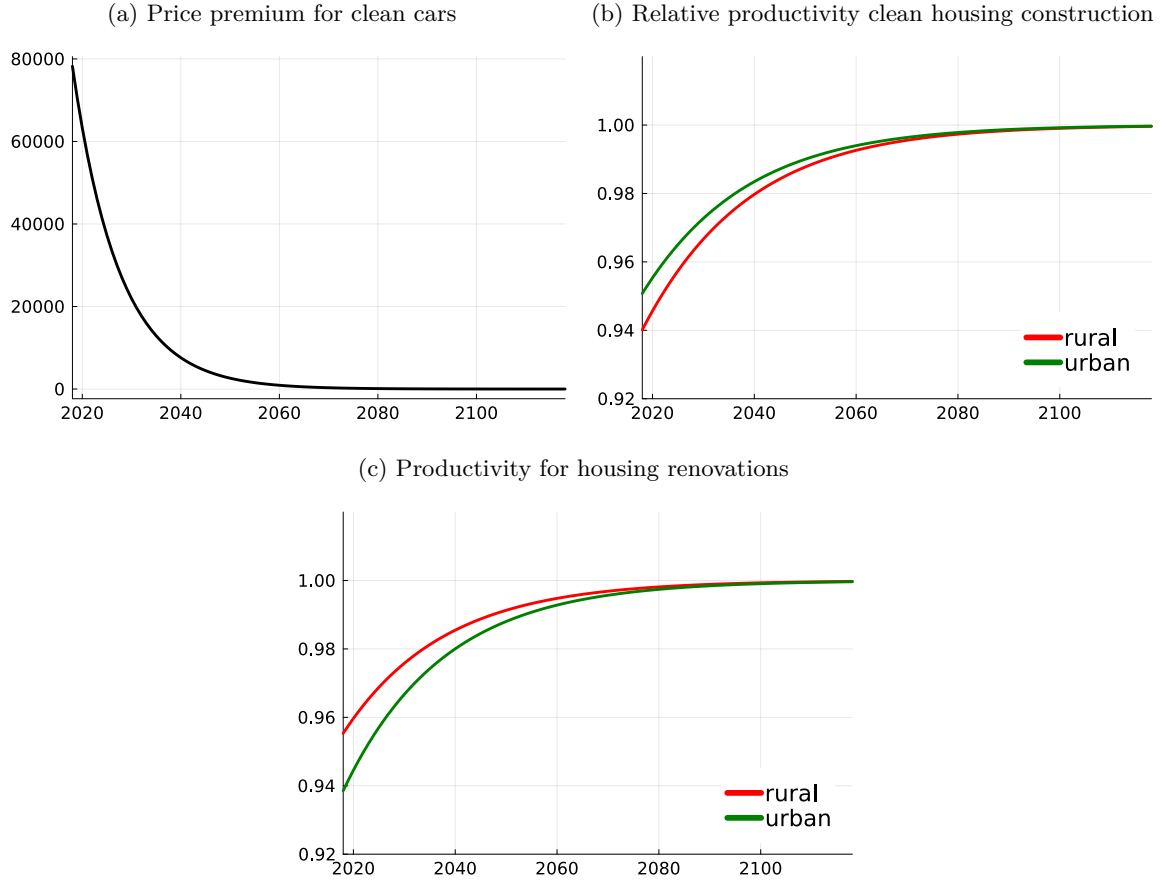 (a) Price premium for clean cars
80000
60000
40000
20000
0
2020 2040 2060 2080 2100
(b) Relative productivity clean housing construction
1.00
0.98
0.96
0.94
0.92
rural
urban
2020 2040 2060 2080 2100
(c) Productivity for housing renovations
1.00
0.98
0.96
0.94
0.92
rural
urban
2020 2040 2060 2080 2100